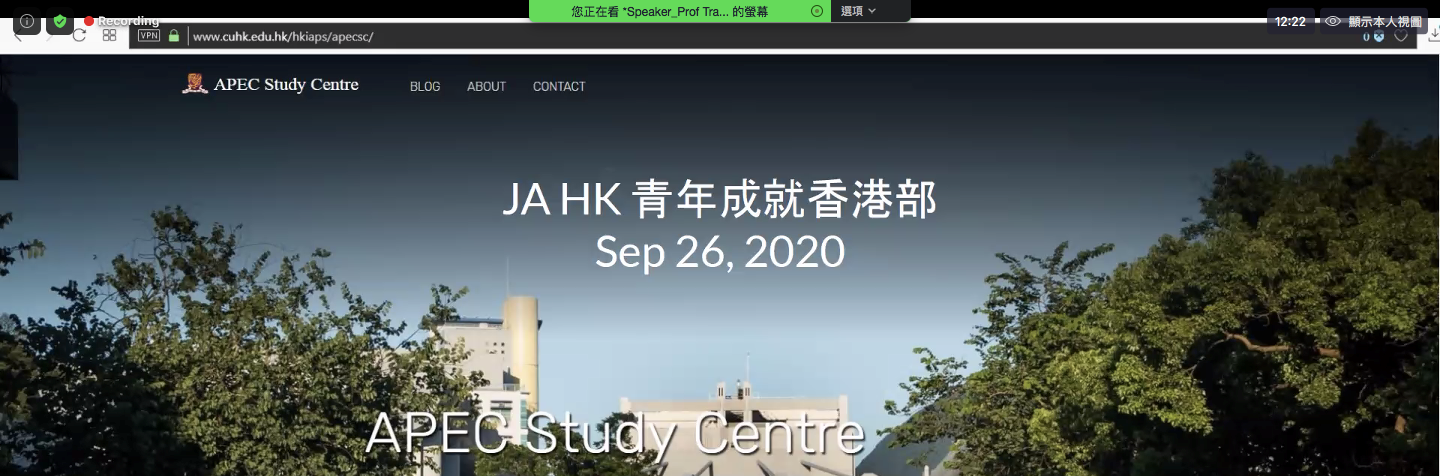 您正在看 *Speaker_Prof Tra... 的螢幕
選項
Recording
12:22
顯示本人視圖
VPN
www.cuhk.edu.hk/hkiaps/apecsc/
0
APEC Study Centre
BLOG
ABOUT
CONTACT
JA HK 青年成就香港部
Sep 26, 2020
APEC Study Centre